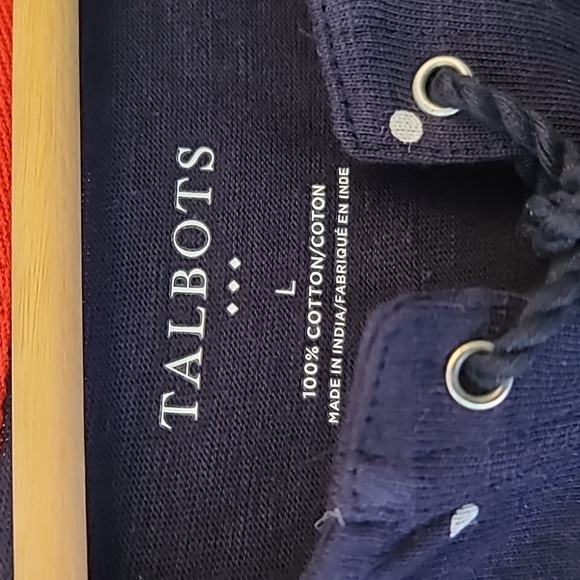 TALBOTS
L
100% COTTON/COTON
MADE IN INDIA/FABRIQUÉ EN INDE